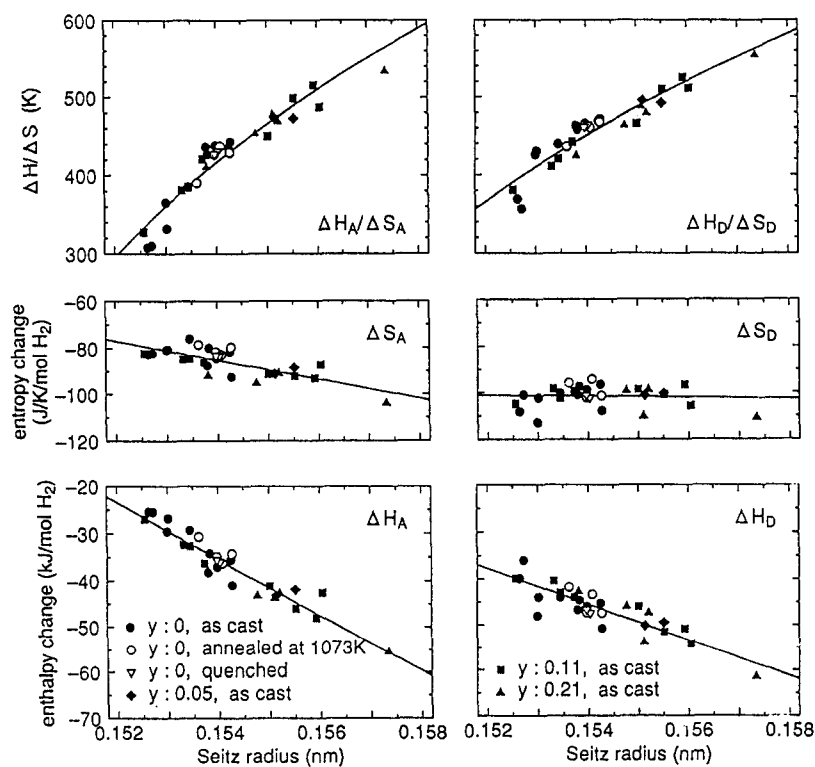 600
500
400
300
ΔH/ΔS (K)
ΔH_A/ΔS_A
ΔH_D/ΔS_D
-60
-80
-100
-120
entropy change
(J/K/mol H₂)
ΔS_A
ΔS_D
-20
-30
-40
-50
-60
-70
enthalpy change (kJ/mol H₂)
ΔH_A
y : 0, as cast
y : 0, annealed at 1073K
y : 0, quenched
y : 0.05, as cast
ΔH_D
y : 0.11, as cast
y : 0.21, as cast
0.152 0.154 0.156 0.158
Seitz radius (nm)
0.152 0.154 0.156 0.158
Seitz radius (nm)